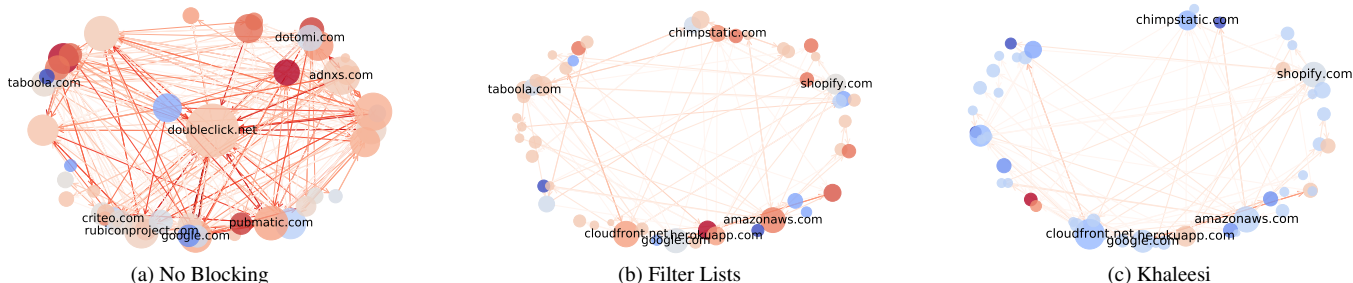 dotomi.com
adnxs.com
taboola.com
doubleclick.net
criteo.com
rubiconproject.com
google.com
pubmatic.com
(a) No Blocking
chimpstatic.com
taboola.com
shopify.com
amazonaws.com
cloudfront.net
google.com
herokuapp.com
(b) Filter Lists
chimpstatic.com
shopify.com
amazonaws.com
cloudfront.net
google.com
herokuapp.com
(c) Khaleesi